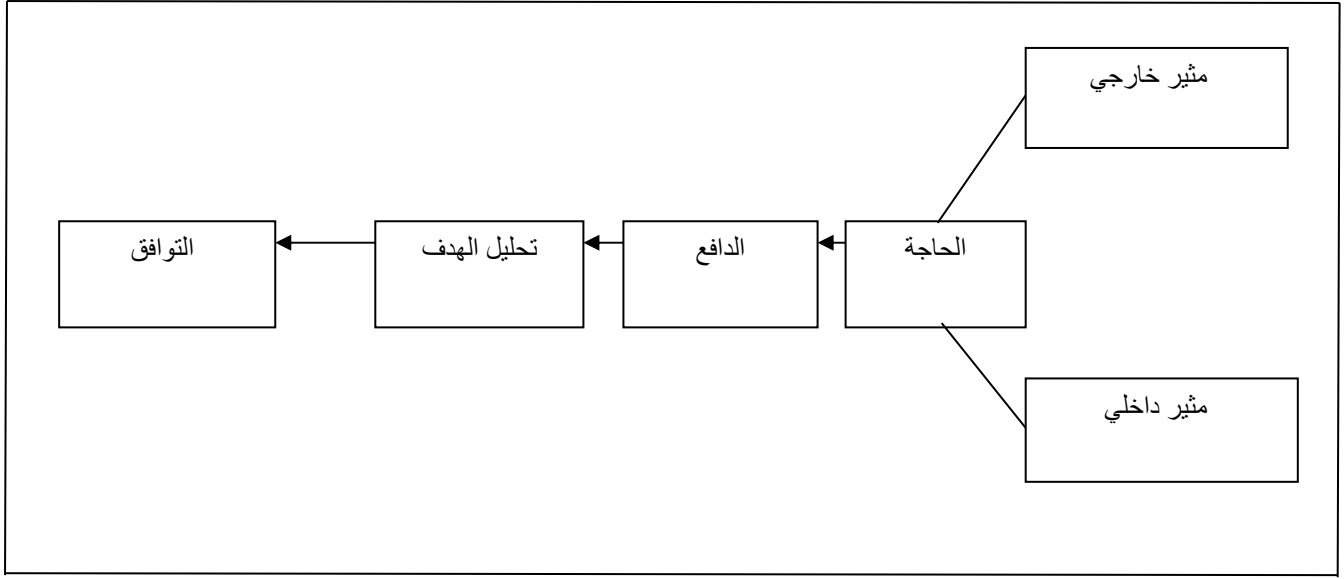 مثير خارجي
الحاجة
الدافع
تحليل الهدف
التوافق
مثير داخلي